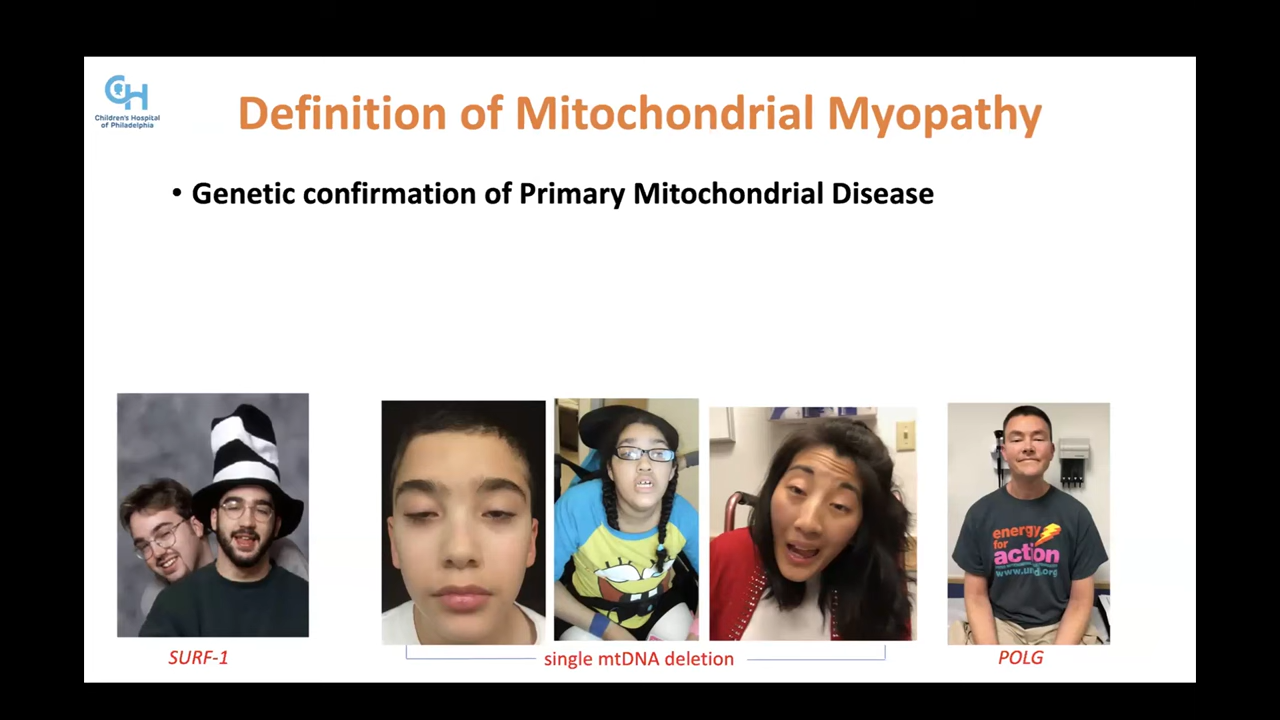 CH
Children's Hospital
of Philadelphia
Definition of Mitochondrial Myopathy
• Genetic confirmation of Primary Mitochondrial Disease
energy
for
action
SURF-1
single mtDNA deletion
POLG